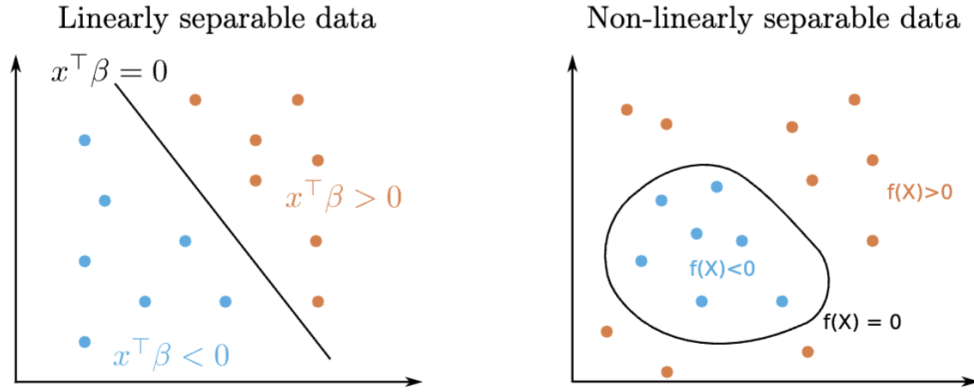 Linearly separable data
x⊤β = 0
x⊤β > 0
x⊤β < 0
Non-linearly separable data
f(X)>0
f(X)<0
f(X) = 0